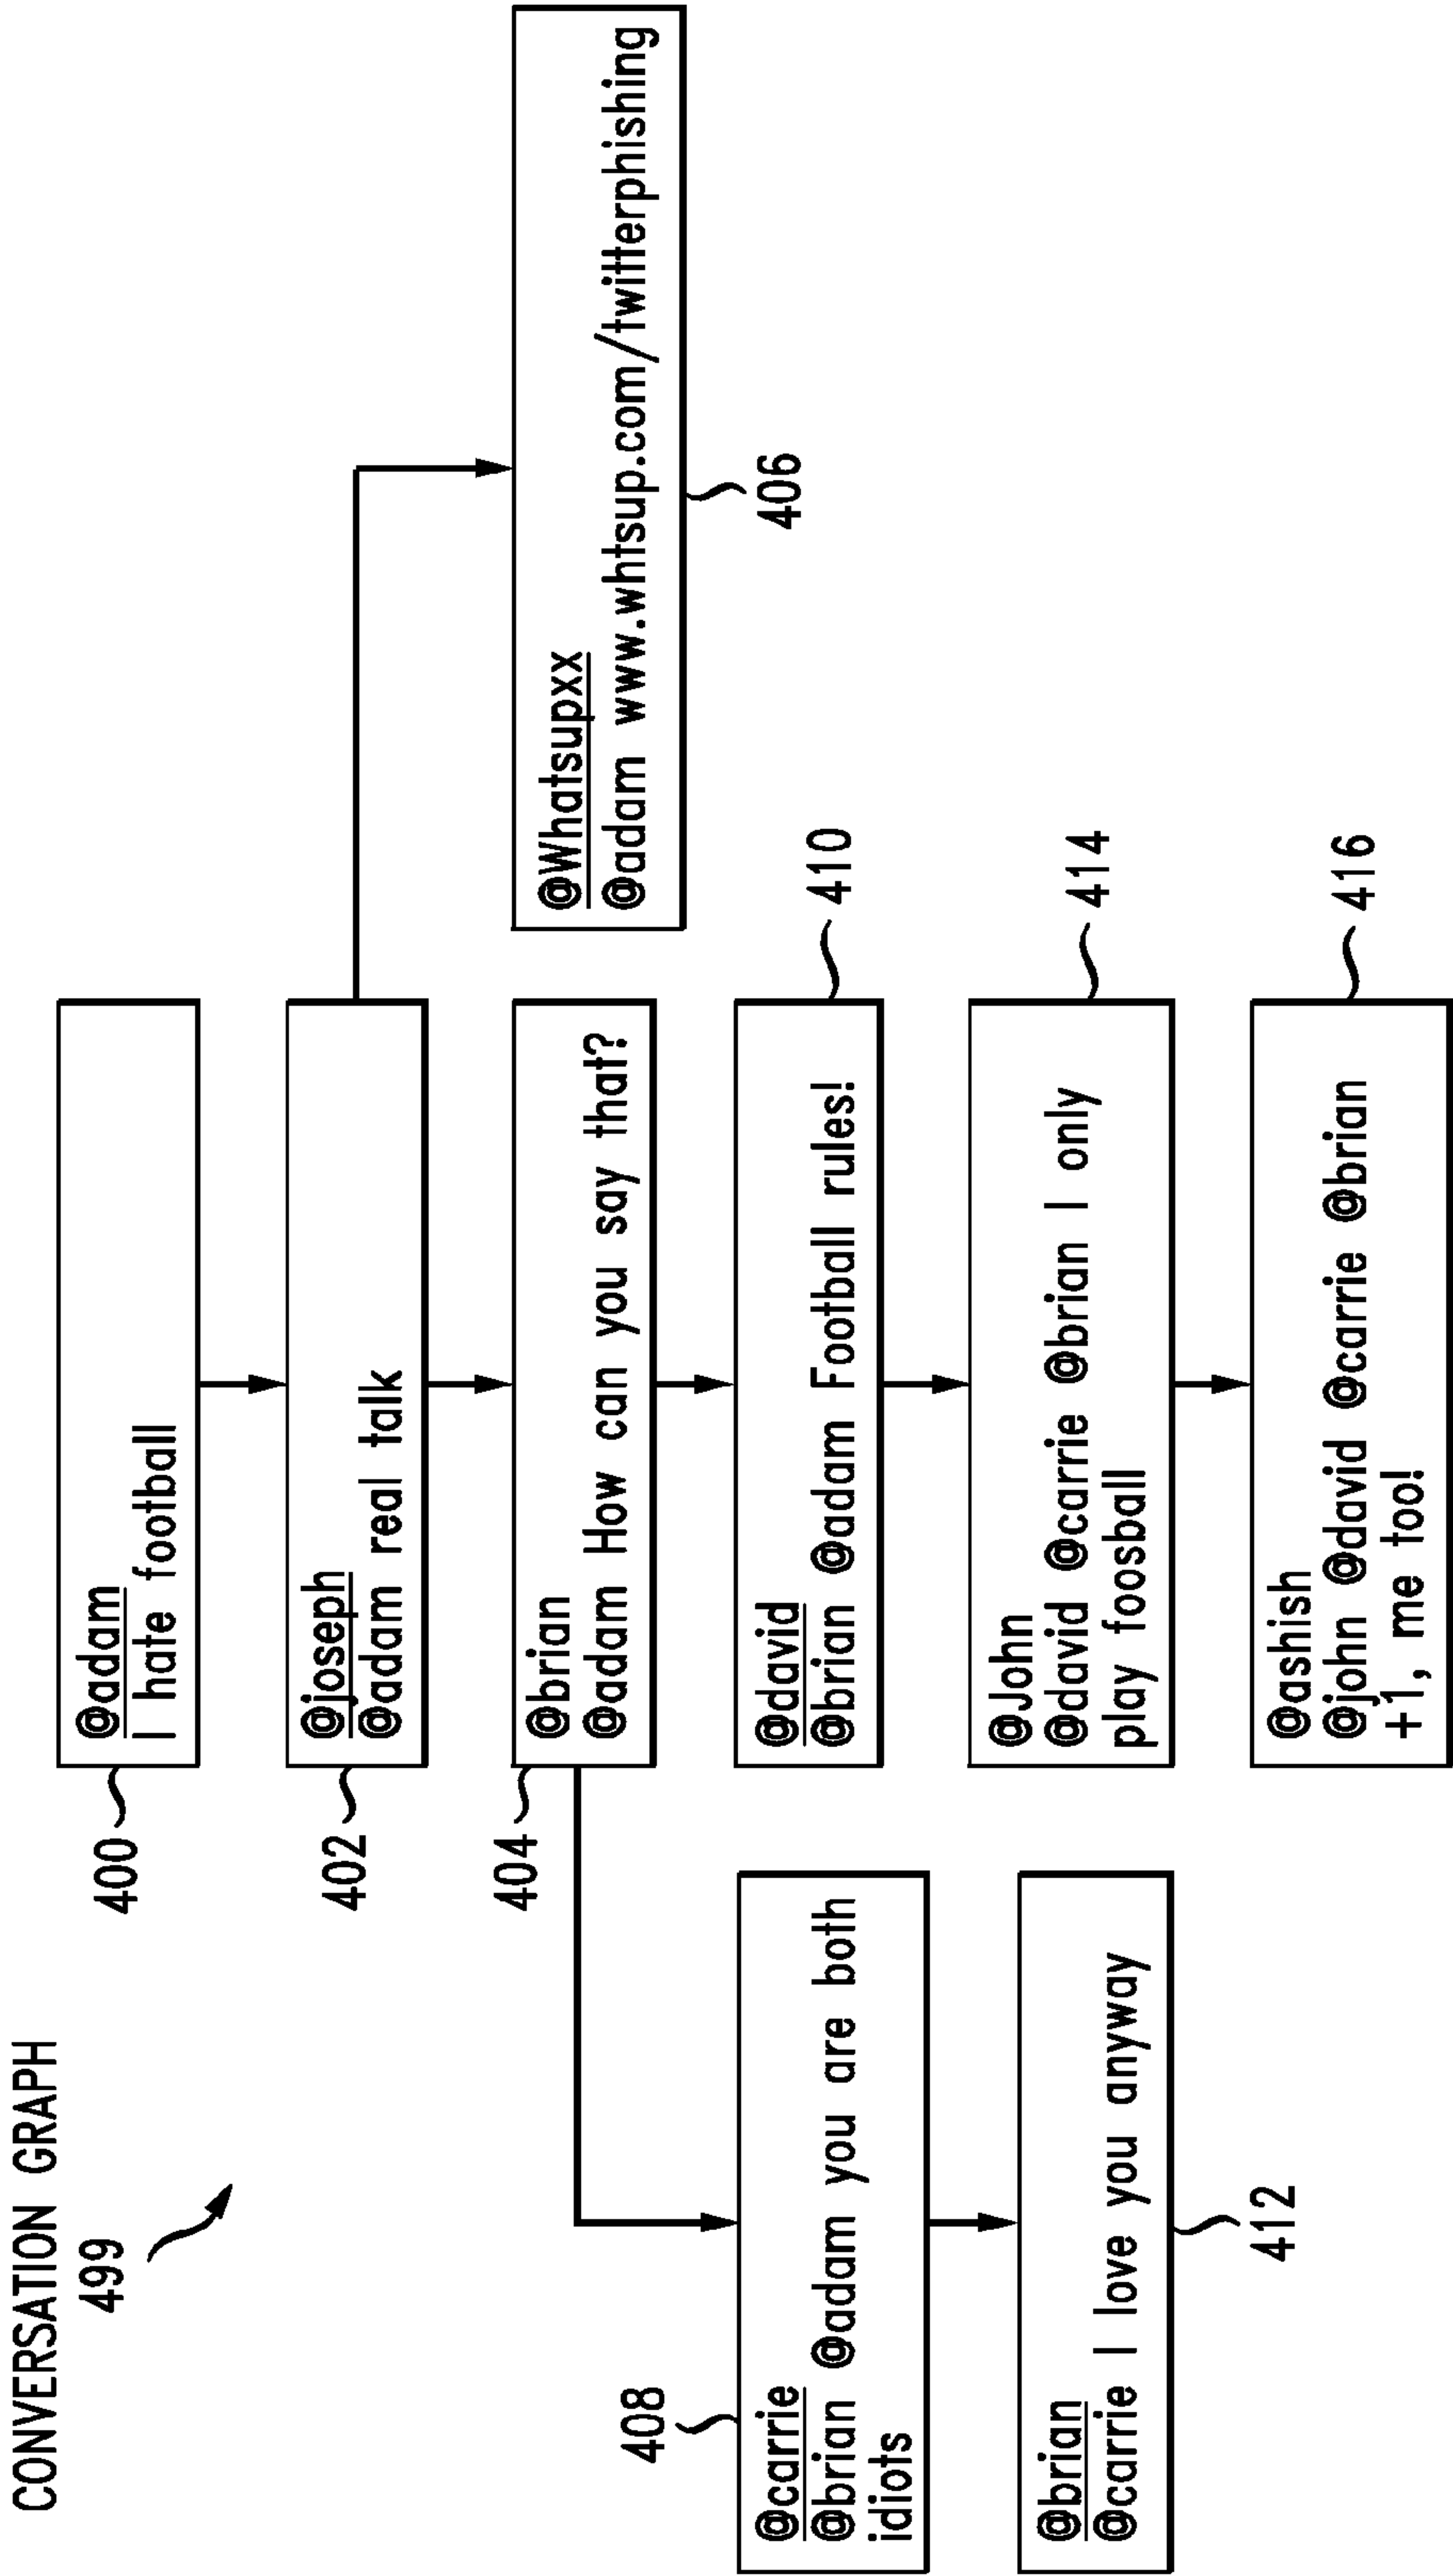 CONVERSATION GRAPH
499
400
@adam
I hate football
402
@joseph
@adam real talk
404
@brian
@adam How can you say that?
@Whatsupxx
@adam www.whtsup.com/twitterphishing
406
408
@carrie
@brian @adam you are both
idiots
@david
@brian @adam Football rules!
410
@brian
@carrie I love you anyway
412
@John
@david @carrie @brian I only
play foosball
414
@ashish
@john @david @carrie @brian
+1, me too!
416